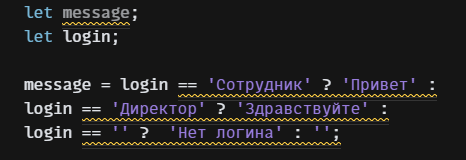 let message;
let login;
message = login == 'Сотрудник' ? 'Привет' :
login == 'Директор' ? 'Здравствуйте' :
login == '' ?  'Нет логина' : '';